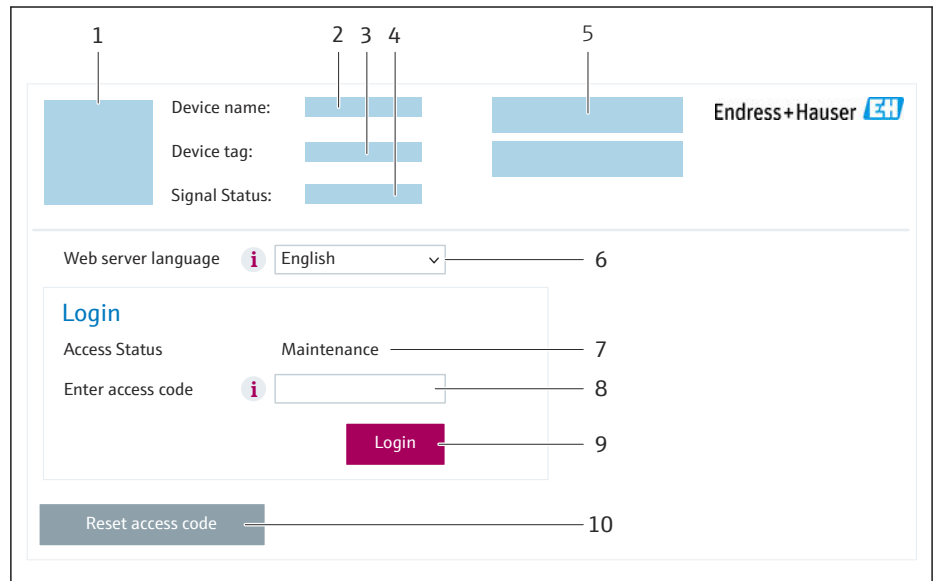 1 2 3 4 5
Device name:
Endress+Hauser EH
Device tag:
Signal Status:
Web server language i English 6
Login
Access Status Maintenance 7
Enter access code i 8
Login 9
Reset access code 10